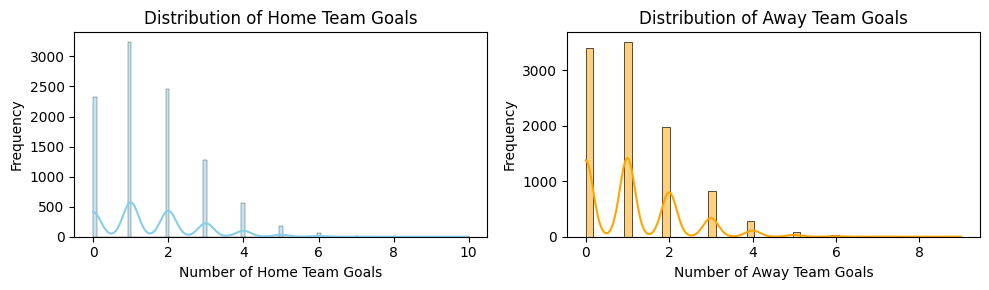 Distribution of Home Team Goals
Frequency
3000
2500
2000
1500
1000
500
0
0 2 4 6 8 10
Number of Home Team Goals
Distribution of Away Team Goals
Frequency
3000
2000
1000
0
0 2 4 6 8
Number of Away Team Goals